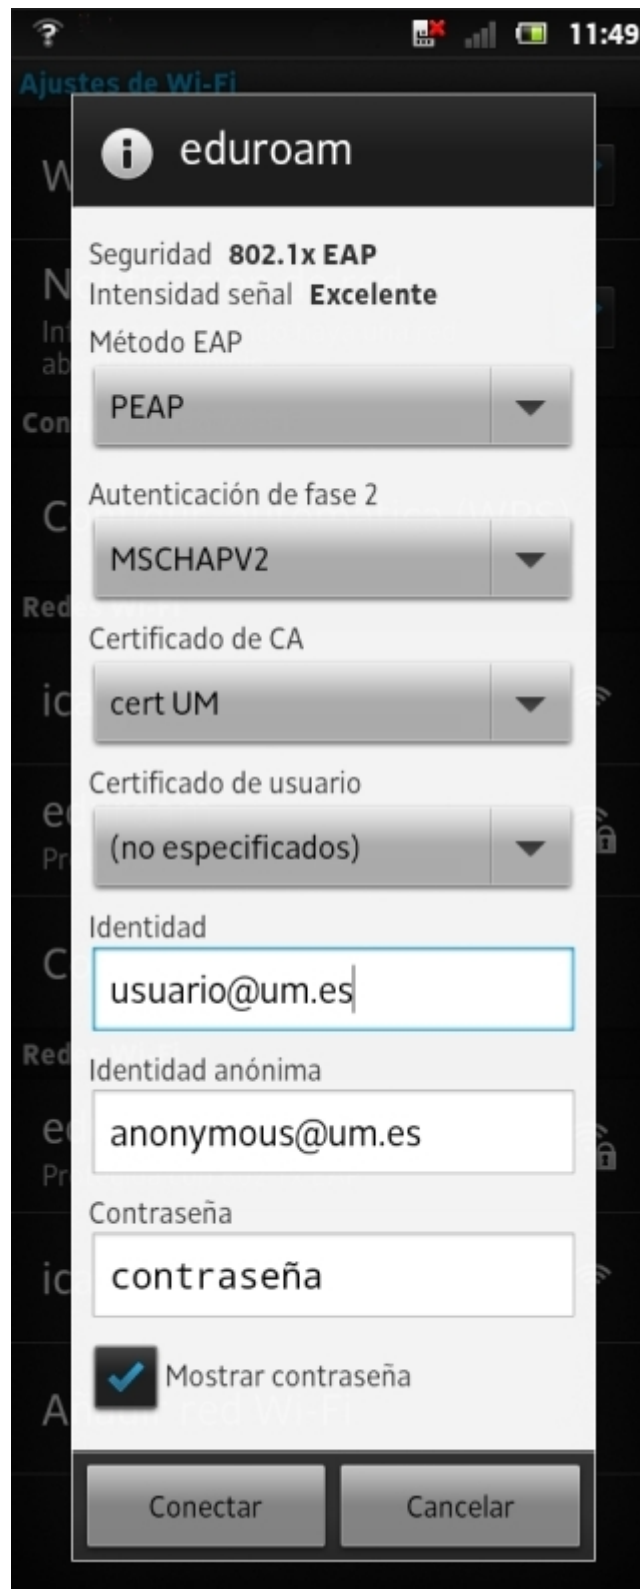 11:49
Ajustes de Wi-Fi
eduroam
Seguridad 802.1x EAP
Intensidad señal Excelente
Método EAP
PEAP
Autenticación de fase 2
MSCHAPV2
Certificado de CA
cert UM
Certificado de usuario
(no especificados)
Identidad
usuario@um.es
Identidad anónima
anonymous@um.es
Contraseña
contraseña
Mostrar contraseña
Conectar
Cancelar